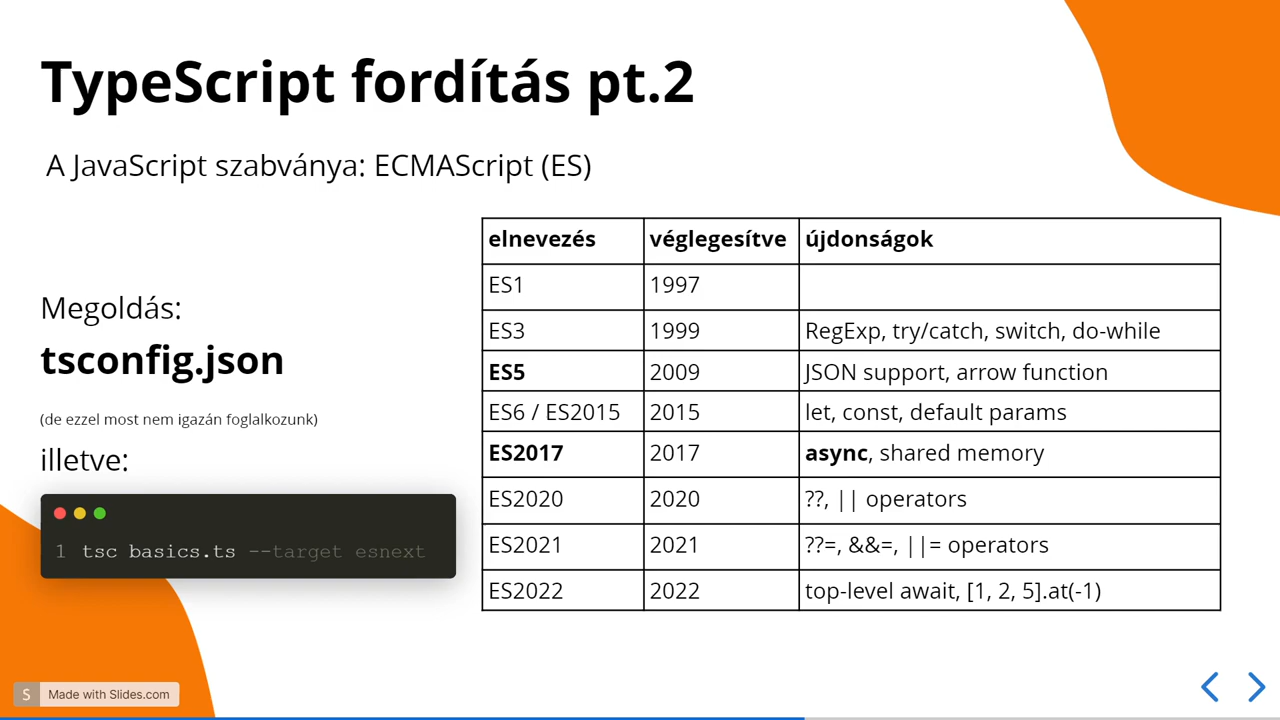 TypeScript fordítás pt.2
A JavaScript szabványa: ECMAScript (ES)
Megoldás:
tsconfig.json
(de ezzel most nem igazán foglalkozunk)
illetve:
1 tsc basics.ts --target esnext
elnevezés véglegesítve újdonságok
ES1 1997
ES3 1999 RegExp, try/catch, switch, do-while
ES5 2009 JSON support, arrow function
ES6 / ES2015 2015 let, const, default params
ES2017 2017 async, shared memory
ES2020 2020 ??, || operators
ES2021 2021 ??=, &&=, ||= operators
ES2022 2022 top-level await, [1, 2, 5].at(-1)
S Made with Slides.com